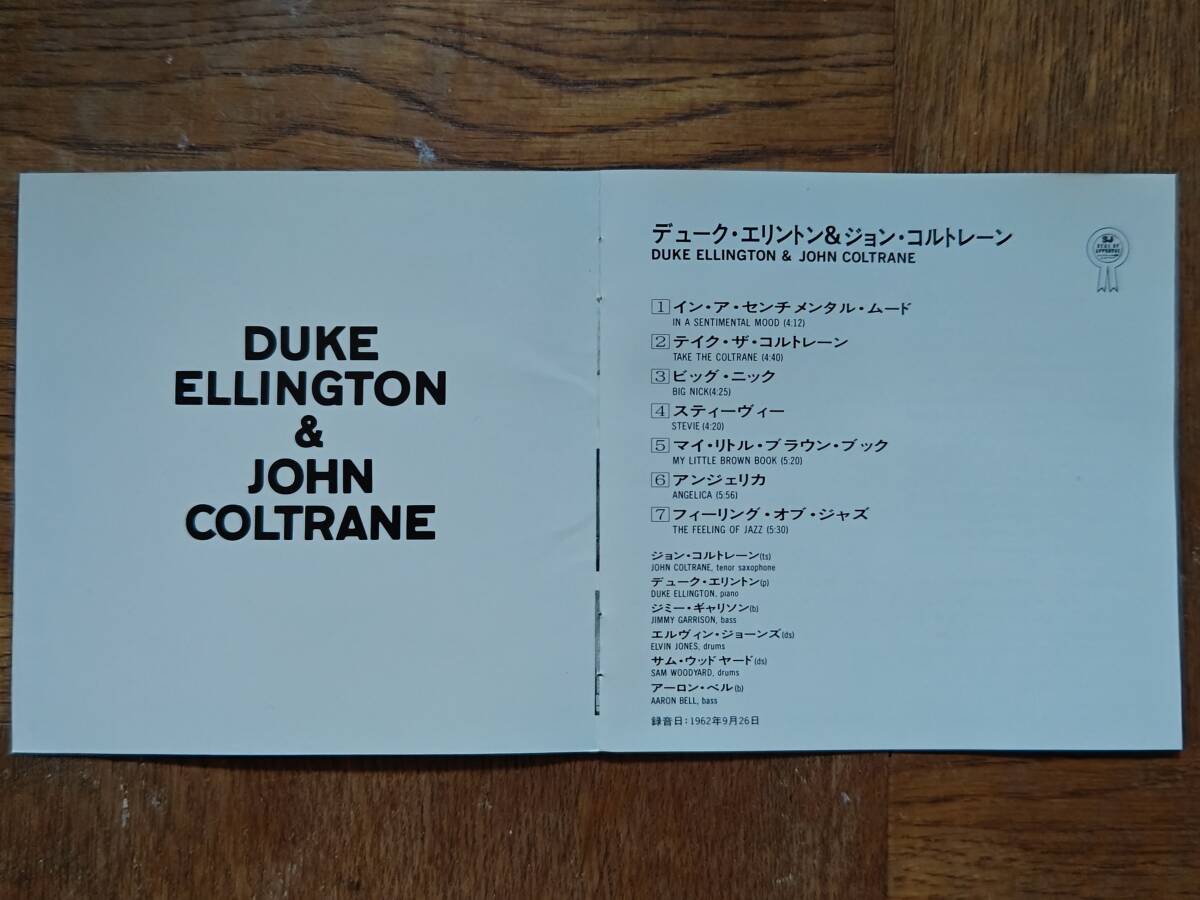 DUKE
ELLINGTON
&
JOHN
COLTRANE
デューク・エリントン&ジョン・コルトレーン
DUKE ELLINGTON & JOHN COLTRANE
SJ
1 イン・ア・センチメンタル・ムード
IN A SENTIMENTAL MOOD (4:12)
2 テイク・ザ・コルトレーン
TAKE THE COLTRANE (4:40)
3 ビッグ・ニック
BIG NICK(4:25)
4 スティーヴィー
STEVIE (4:20)
5 マイ・リトル・ブラウン・ブック
MY LITTLE BROWN BOOK (5:20)
6 アンジェリカ
ANGELICA (5:56)
7 フィーリング・オブ・ジャズ
THE FEELING OF JAZZ (5:30)
ジョン・コルトレーン(ts)
JOHN COLTRANE, tenor saxophone
デューク・エリントン(p)
DUKE ELLINGTON, piano
ジミー・ギャリソン(b)
JIMMY GARRISON, bass
エルヴィン・ジョーンズ(ds)
ELVIN JONES, drums
サム・ウッドヤード(ds)
SAM WOODYARD, drums
アーロン・ベル(b)
AARON BELL, bass
録音日:1962年9月26日